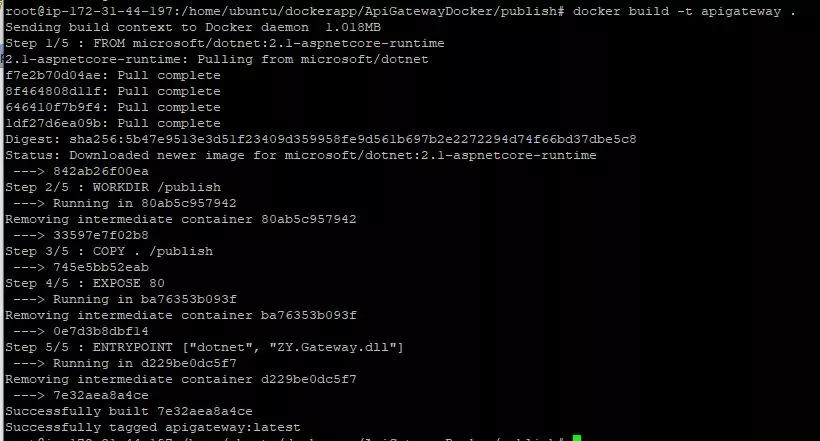 root@ip-172-31-44-197:/home/ubuntu/dockerapp/ApiGatewayDocker/publish# docker build -t apigateway .
Sending build context to Docker daemon  1.018MB
Step 1/5 : FROM microsoft/dotnet:2.1-aspnetcore-runtime
2.1-aspnetcore-runtime: Pulling from microsoft/dotnet
f7e2b70d04ae: Pull complete
8f464808d11f: Pull complete
646410f7b9f4: Pull complete
1df27d6ea09b: Pull complete
Digest: sha256:5b47e9513e3d51f23409d359958fe9d561b697b2e2272294d74f66bd37dbe5c8
Status: Downloaded newer image for microsoft/dotnet:2.1-aspnetcore-runtime
 ---> 842ab26f00ea
Step 2/5 : WORKDIR /publish
 ---> Running in 80ab5c957942
Removing intermediate container 80ab5c957942
 ---> 33597e7f02b8
Step 3/5 : COPY . /publish
 ---> 745e5bb52eab
Step 4/5 : EXPOSE 80
 ---> Running in ba76353b093f
Removing intermediate container ba76353b093f
 ---> 0e7d3b8dbf14
Step 5/5 : ENTRYPOINT ["dotnet", "ZY.Gateway.dll"]
 ---> Running in d229be0dc5f7
Removing intermediate container d229be0dc5f7
 ---> 7e32aea8a4ce
Successfully built 7e32aea8a4ce
Successfully tagged apigateway:latest